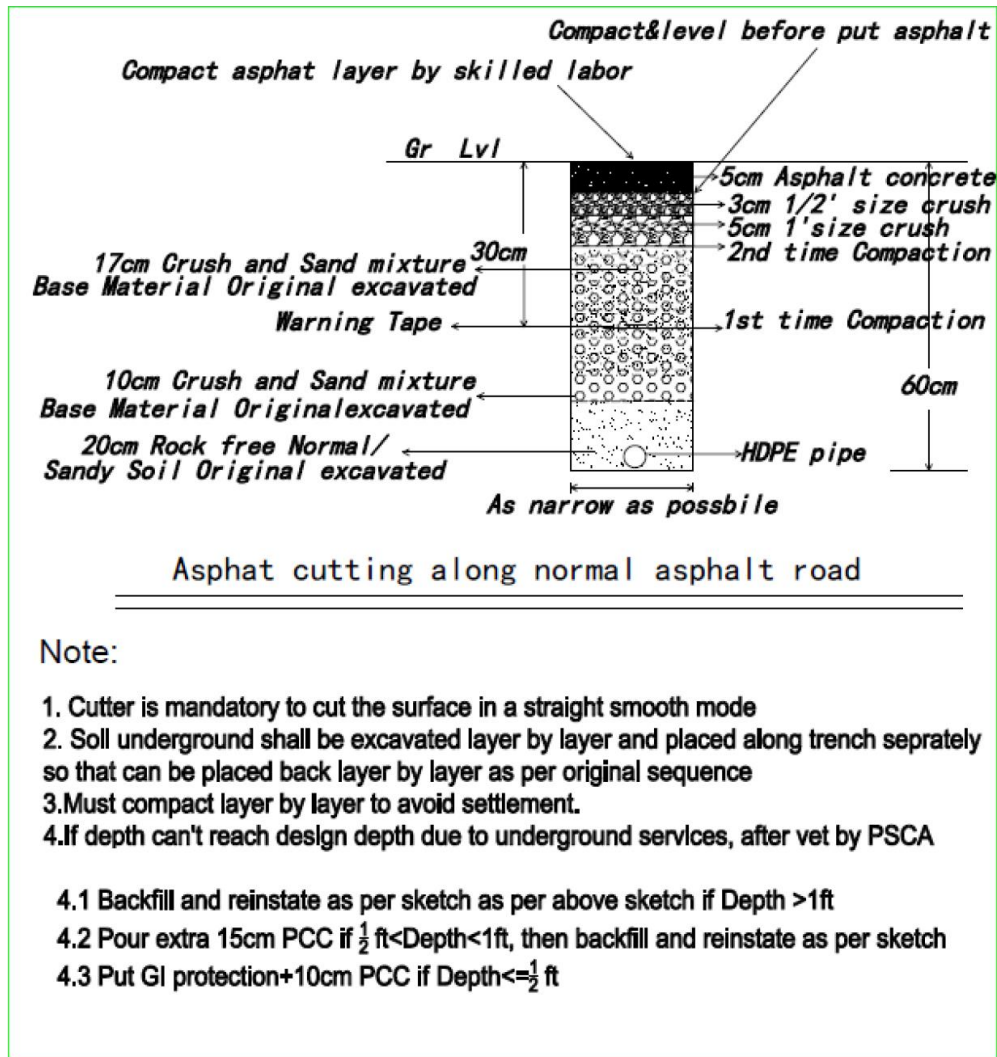 Compact&level before put asphalt
Compact asphat layer by skilled labor
Gr Lvl
5cm Asphalt concrete
3cm 1/2' size crush
5cm 1'size crush
2nd time Compaction
30cm
17cm Crush and Sand mixture
Base Material Original excavated
Warning Tape
1st time Compaction
10cm Crush and Sand mixture
Base Material Originalexcavated
60cm
20cm Rock free Normal/
Sandy Soil Original excavated
HDPE pipe
As narrow as possbile
Asphat cutting along normal asphalt road
Note:
1. Cutter is mandatory to cut the surface in a straight smooth mode
2. Soll underground shall be excavated layer by layer and placed along trench seprately
so that can be placed back layer by layer as per original sequence
3.Must compact layer by layer to avoid settlement.
4.If depth can't reach design depth due to underground services, after vet by PSCA
4.1 Backfill and reinstate as per sketch as per above sketch if Depth >1ft
4.2 Pour extra 15cm PCC if ½ ft<Depth<1ft, then backfill and reinstate as per sketch
4.3 Put GI protection+10cm PCC if Depth<=½ ft